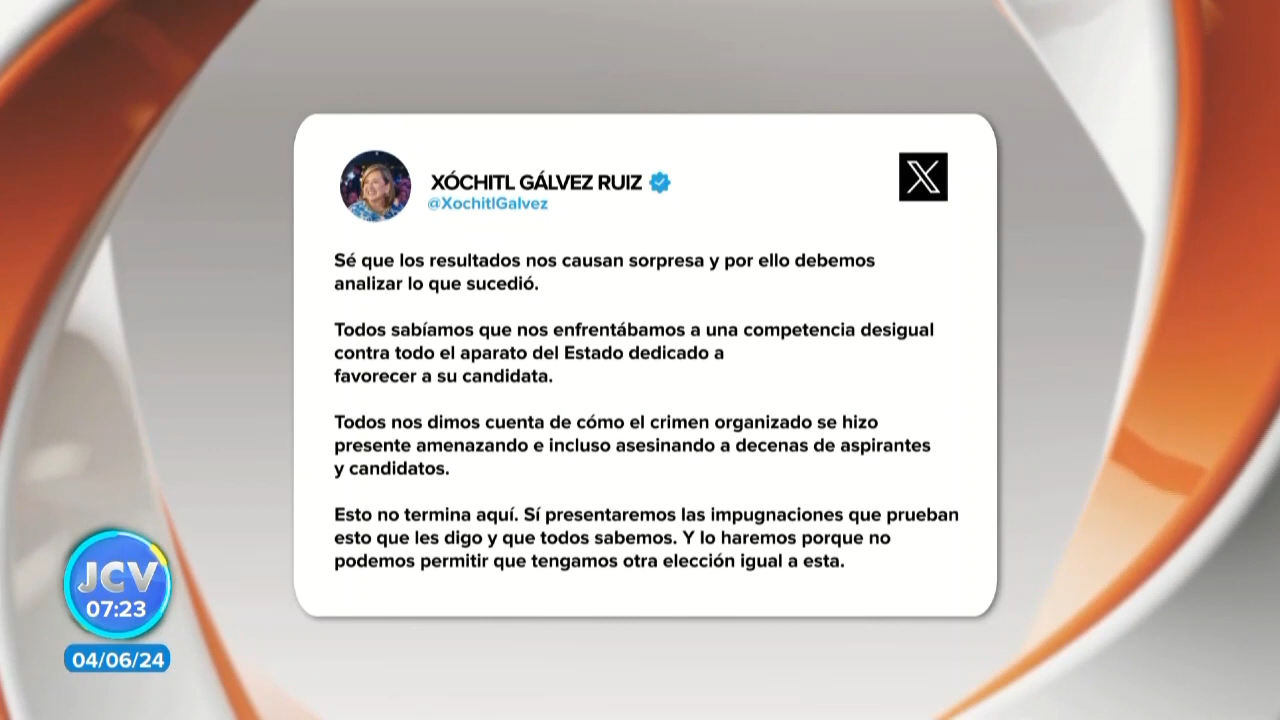 XÓCHITL GÁLVEZ RUIZ
@XochitlGalvez
Sé que los resultados nos causan sorpresa y por ello debemos
analizar lo que sucedió.
Todos sabíamos que nos enfrentábamos a una competencia desigual
contra todo el aparato del Estado dedicado a
favorecer a su candidata.
Todos nos dimos cuenta de cómo el crimen organizado se hizo
presente amenazando e incluso asesinando a decenas de aspirantes
y candidatos.
Esto no termina aquí. Sí presentaremos las impugnaciones que prueban
esto que les digo y que todos sabemos. Y lo haremos porque no
podemos permitir que tengamos otra elección igual a esta.
JCV
07:23
04/06/24